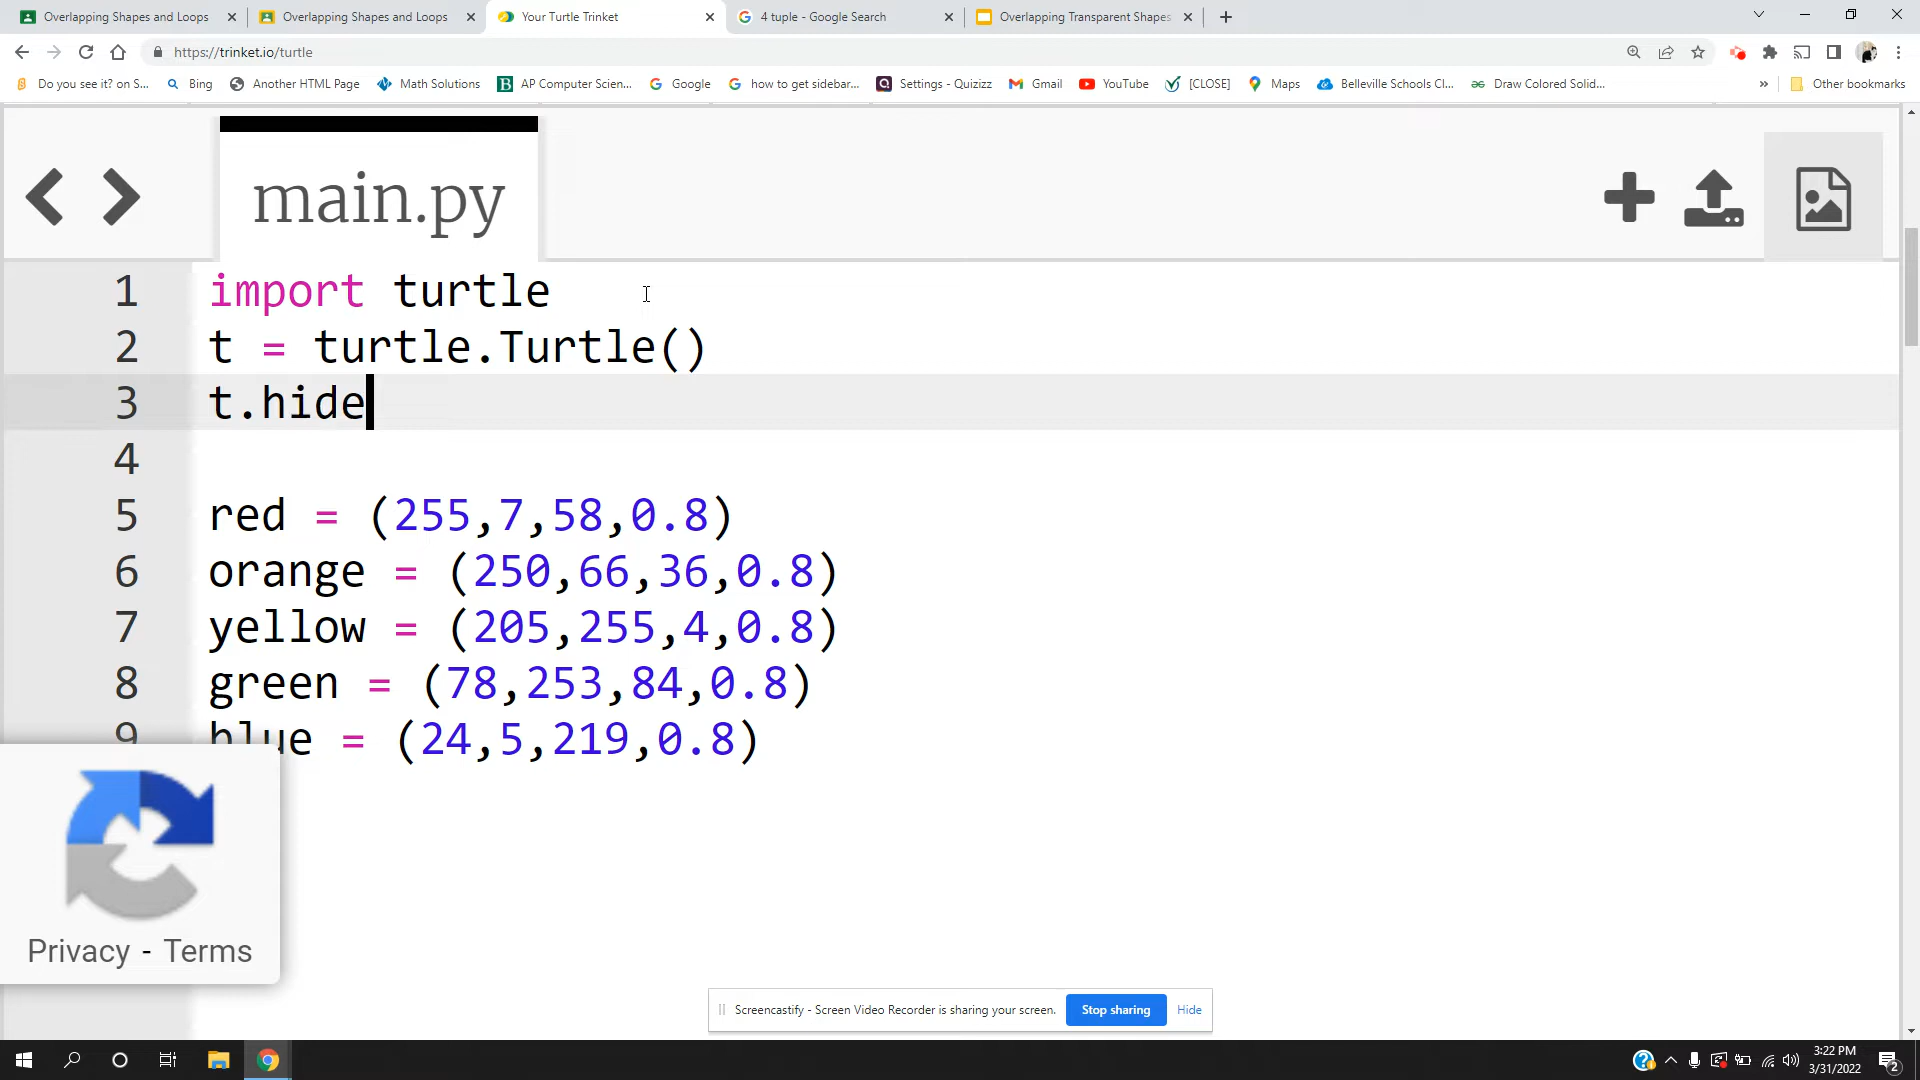 Overlapping Shapes and Loops
Overlapping Shapes and Loops
Your Turtle Trinket
4 tuple - Google Search
Overlapping Transparent Shapes
https://trinket.io/turtle
Do you see it? on S...
Bing
Another HTML Page
Math Solutions
AP Computer Scien...
Google
how to get sidebar...
Settings - Quizizz
Gmail
YouTube
[CLOSE]
Maps
Belleville Schools Cl...
Draw Colored Solid...
»
Other bookmarks
main.py
1 import turtle
2 t = turtle.Turtle()
3 t.hide
4
5 red = (255,7,58,0.8)
6 orange = (250,66,36,0.8)
7 yellow = (205,255,4,0.8)
8 green = (78,253,84,0.8)
9 blue = (24,5,219,0.8)
Privacy - Terms
Screencastify - Screen Video Recorder is sharing your screen.
Stop sharing
Hide
3:22 PM
3/31/2022
2